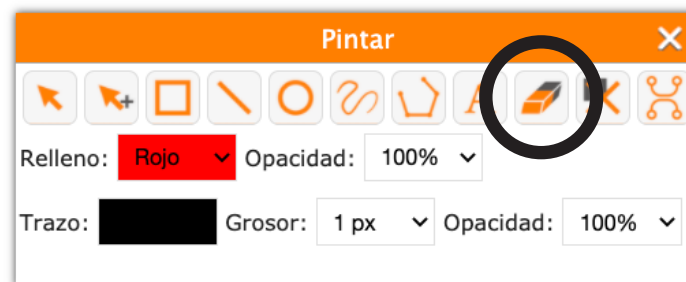 Pintar
A
Relleno: Rojo Opacidad: 100%
Trazo: Grosor: 1 px Opacidad: 100%